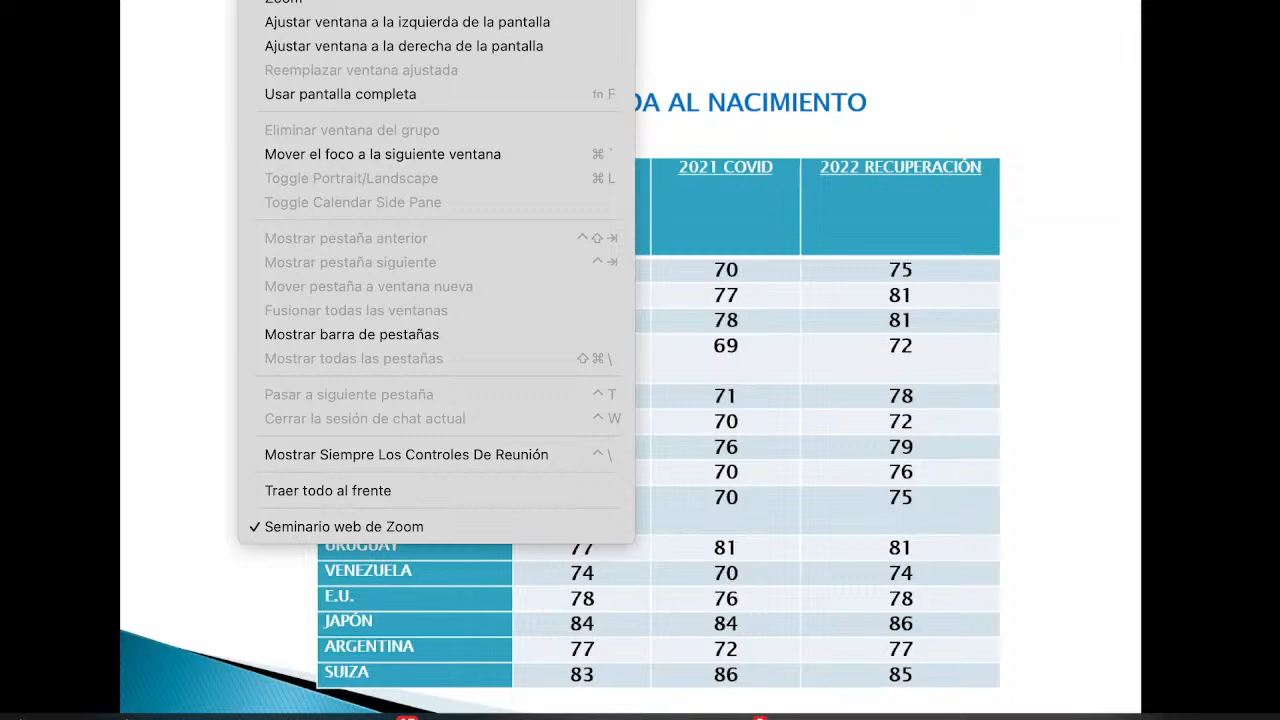 Zoom
Ajustar ventana a la izquierda de la pantalla
Ajustar ventana a la derecha de la pantalla
Reemplazar ventana ajustada
Usar pantalla completa fn F
Eliminar ventana del grupo
Mover el foco a la siguiente ventana ⌘ `
Toggle Portrait/Landscape ⌘ L
Toggle Calendar Side Pane
Mostrar pestaña anterior ^⇧⇥
Mostrar pestaña siguiente ^⇥
Mover pestaña a ventana nueva
Fusionar todas las ventanas
Mostrar barra de pestañas
Mostrar todas las pestañas ⇧⌘\
Pasar a siguiente pestaña ^ T
Cerrar la sesión de chat actual ^ W
Mostrar Siempre Los Controles De Reunión ^ \
Traer todo al frente
✓ Seminario web de Zoom
DA AL NACIMIENTO
2021 COVID 2022 RECUPERACIÓN
70 75
77 81
78 81
69 72
71 78
70 72
76 79
70 76
70 75
URUGUAY 77 81 81
VENEZUELA 74 70 74
E.U. 78 76 78
JAPÓN 84 84 86
ARGENTINA 77 72 77
SUIZA 83 86 85